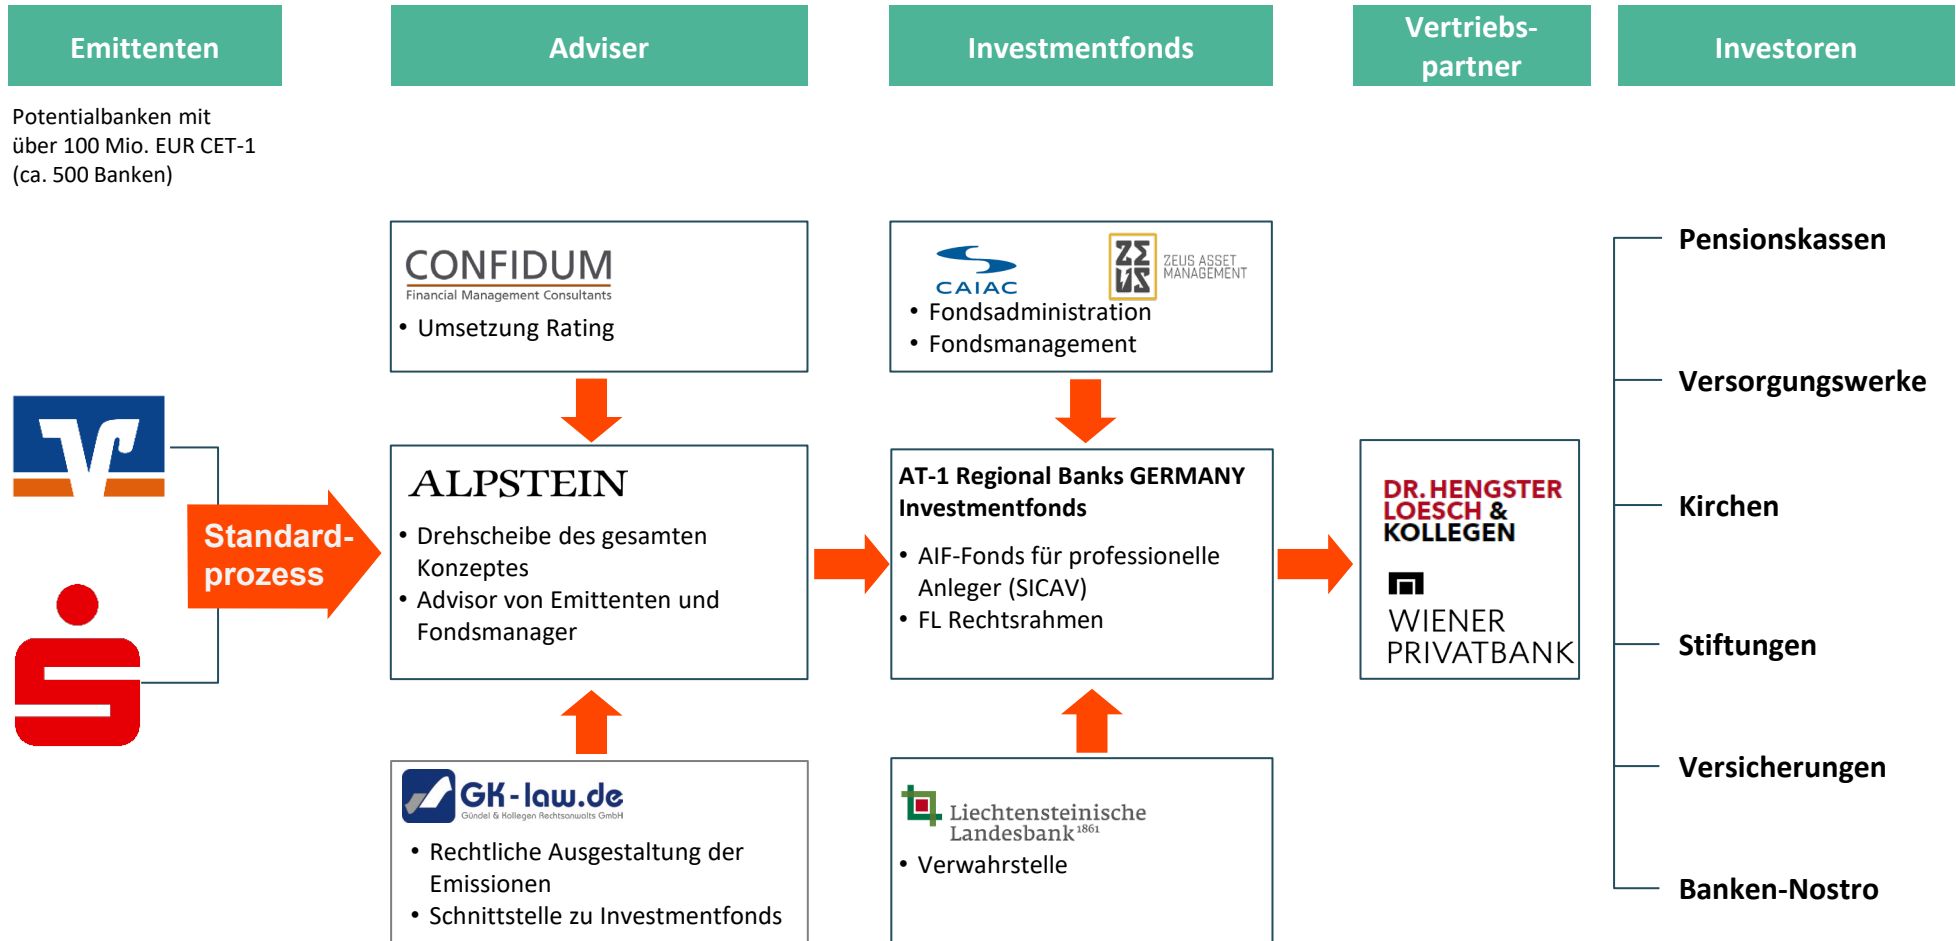 Emittenten
Adviser
Investmentfonds
Vertriebs-
partner
Investoren
Potentialbanken mit
über 100 Mio. EUR CET-1
(ca. 500 Banken)
Standard-
prozess
CONFIDUM
Financial Management Consultants
• Umsetzung Rating
ALPSTEIN
• Drehscheibe des gesamten
Konzeptes
• Advisor von Emittenten und
Fondsmanager
GK-law.de
Gündel & Kollegen Rechtsanwalts GmbH
• Rechtliche Ausgestaltung der
Emissionen
• Schnittstelle zu Investmentfonds
CAIAC
ZEUS
ZEUS ASSET
MANAGEMENT
• Fondsadministration
• Fondsmanagement
AT-1 Regional Banks GERMANY
Investmentfonds
• AIF-Fonds für professionelle
Anleger (SICAV)
• FL Rechtsrahmen
Liechtensteinische
Landesbank 1861
• Verwahrstelle
DR. HENGSTER
LOESCH &
KOLLEGEN
WIENER
PRIVATBANK
Pensionskassen
Versorgungswerke
Kirchen
Stiftungen
Versicherungen
Banken-Nostro